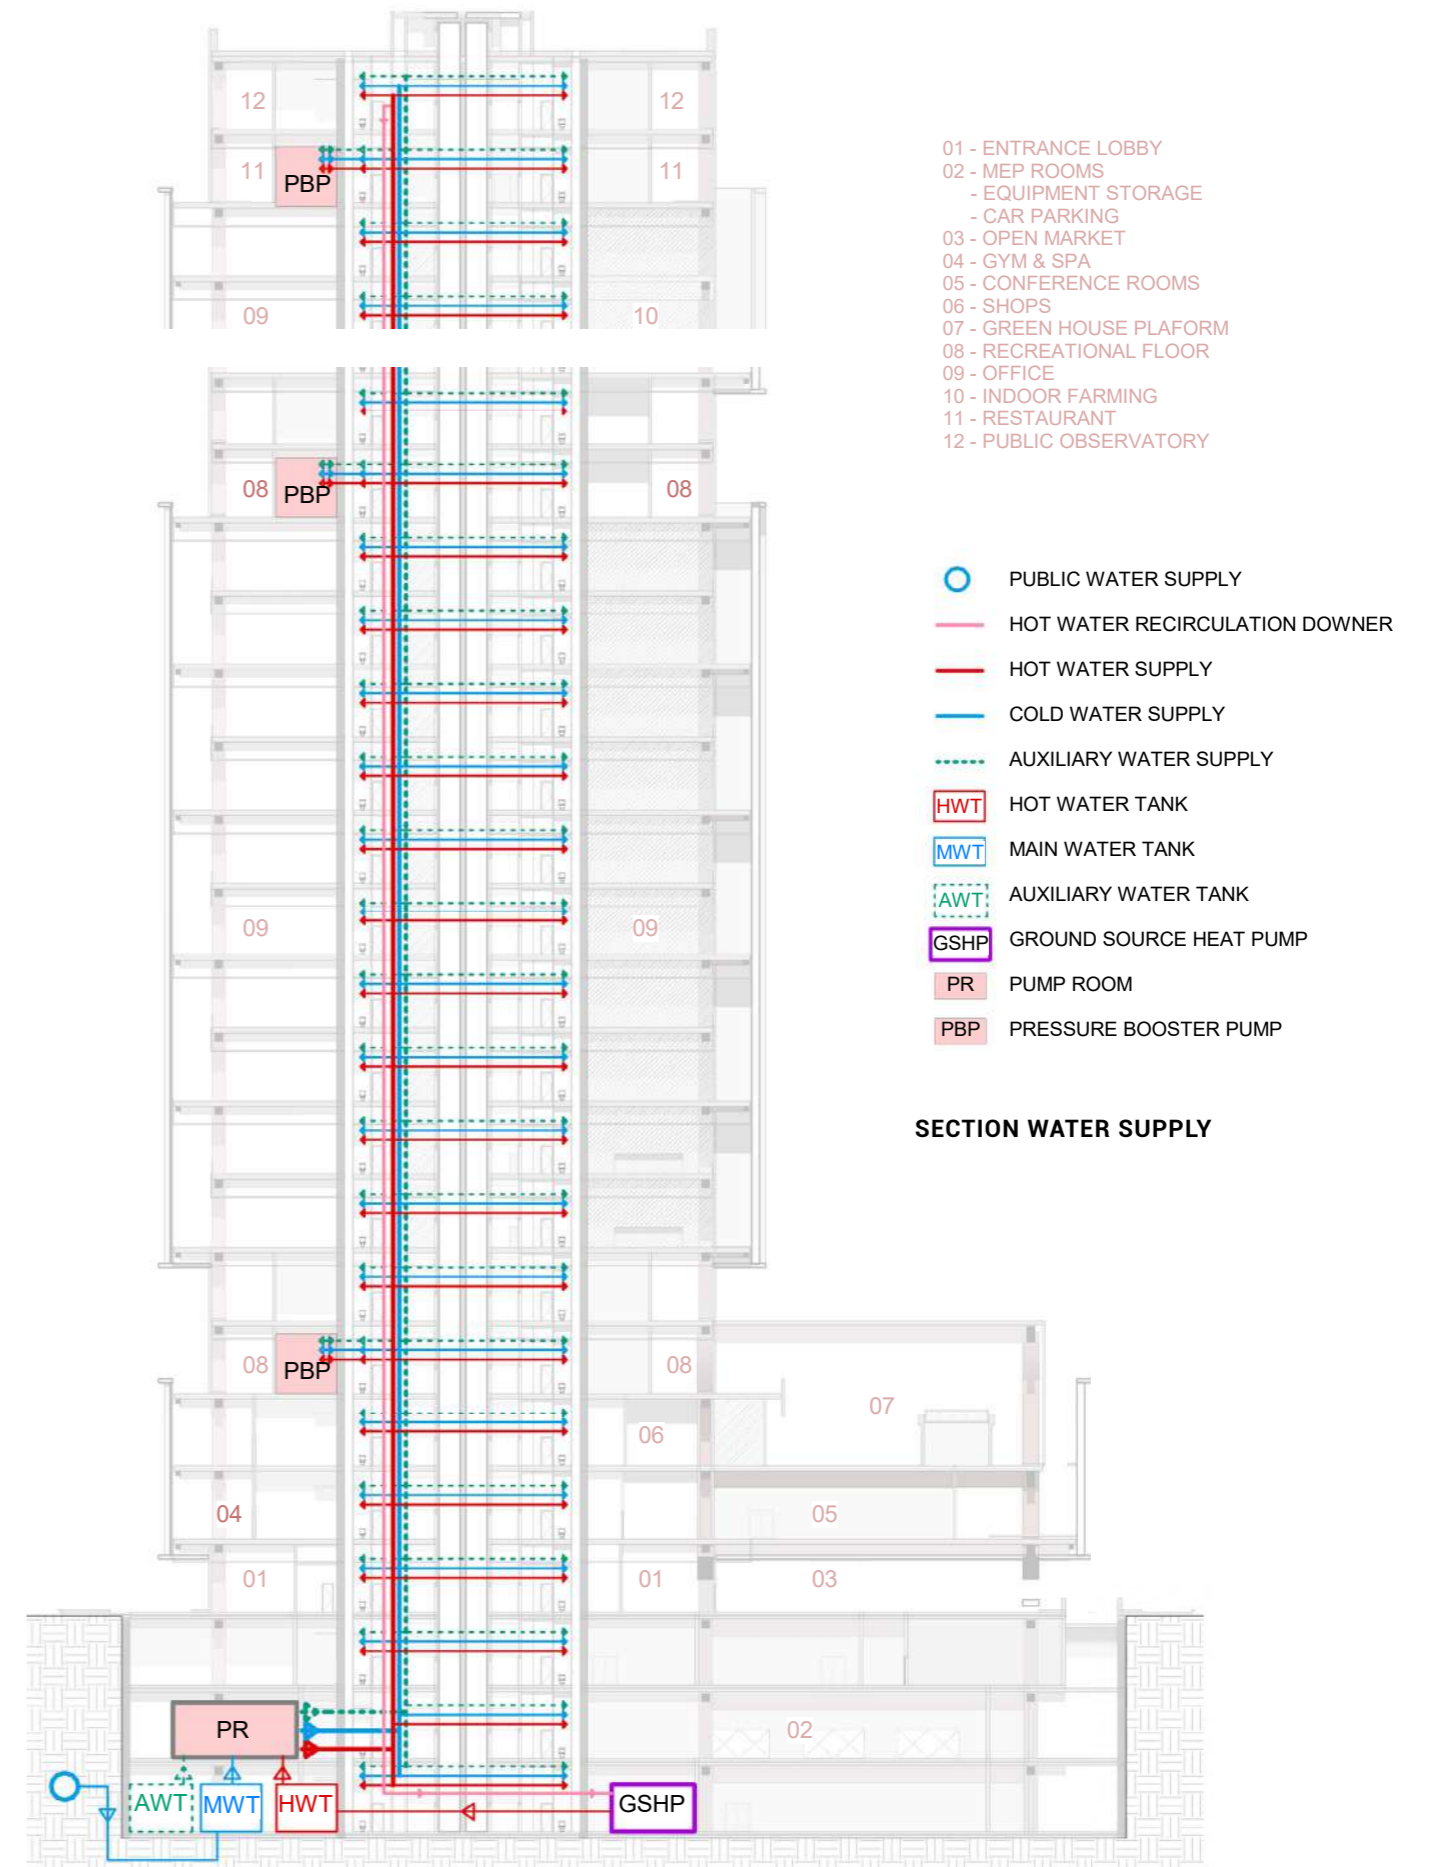 12
12
11
PBP
11
09
10
08
PBP
08
09
09
08
PBP
08
07
06
04
05
01
01
03
PR
02
AWT
MWT
HWT
GSHP
01 - ENTRANCE LOBBY
02 - MEP ROOMS
- EQUIPMENT STORAGE
- CAR PARKING
03 - OPEN MARKET
04 - GYM & SPA
05 - CONFERENCE ROOMS
06 - SHOPS
07 - GREEN HOUSE PLAFORM
08 - RECREATIONAL FLOOR
09 - OFFICE
10 - INDOOR FARMING
11 - RESTAURANT
12 - PUBLIC OBSERVATORY
PUBLIC WATER SUPPLY
HOT WATER RECIRCULATION DOWNER
HOT WATER SUPPLY
COLD WATER SUPPLY
AUXILIARY WATER SUPPLY
HWT HOT WATER TANK
MWT MAIN WATER TANK
AWT AUXILIARY WATER TANK
GSHP GROUND SOURCE HEAT PUMP
PR PUMP ROOM
PBP PRESSURE BOOSTER PUMP
SECTION WATER SUPPLY